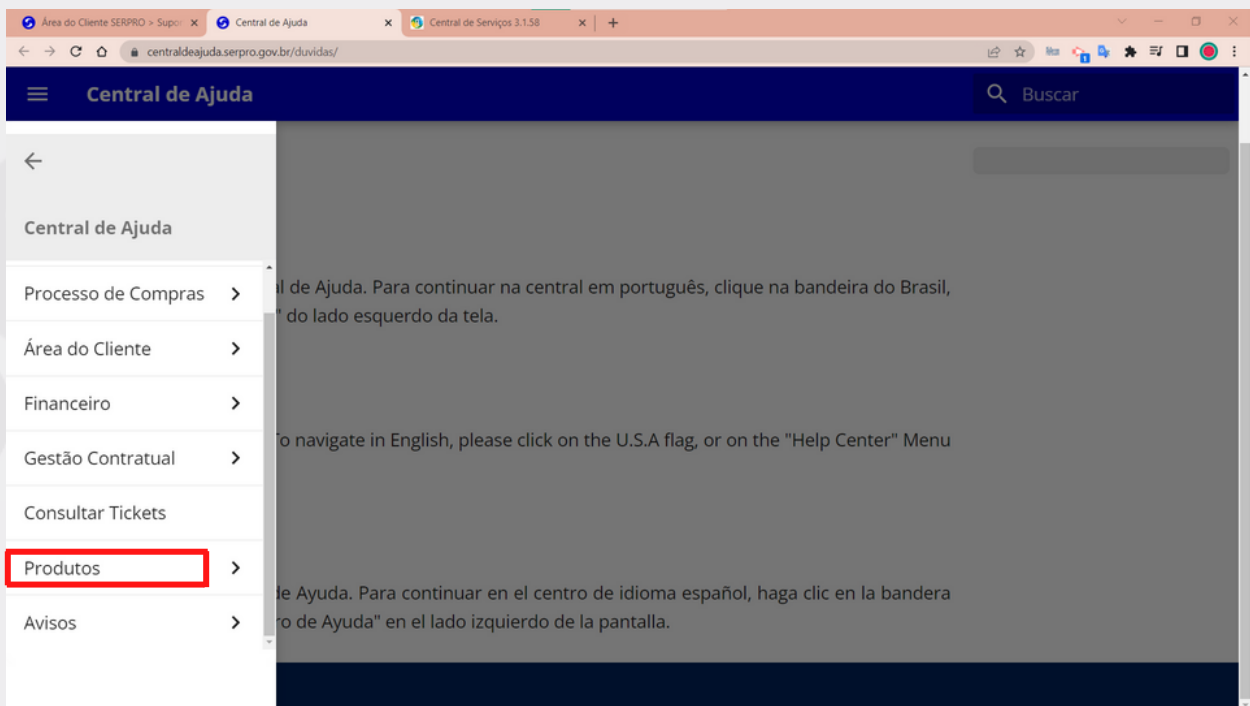 Área do Cliente SERPRO > Supor
Central de Ajuda
Central de Serviços 3.1.58
centraldeajuda.serpro.gov.br/duvidas/
Central de Ajuda
Buscar
Central de Ajuda
Processo de Compras
Área do Cliente
Financeiro
Gestão Contratual
Consultar Tickets
Produtos
Avisos
al de Ajuda. Para continuar na central em português, clique na bandeira do Brasil,
" do lado esquerdo da tela.
To navigate in English, please click on the U.S.A flag, or on the "Help Center" Menu
de Ayuda. Para continuar en el centro de idioma español, haga clic en la bandera
ro de Ayuda" en el lado izquierdo de la pantalla.